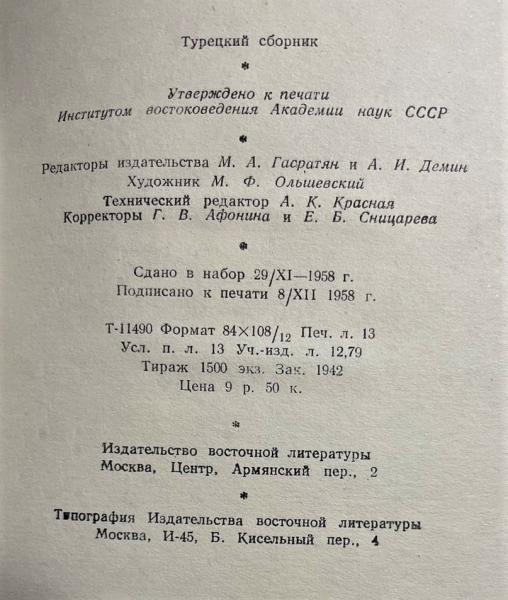 Турецкий сборник
*
Утверждено к печати
Институтом востоковедения Академии наук СССР
*
Редакторы издательства М. А. Гасратян и А. И. Демин
Художник М. Ф. Ольшевский
Технический редактор А. К. Красная
Корректоры Г. В. Афонина и Е. Б. Сницарева
*
Сдано в набор 29/XI—1958 г.
Подписано к печати 8/XII 1958 г.
Т-11490 Формат 84×108/12 Печ. л. 13
Усл. п. л. 13 Уч.-изд. л. 12,79
Тираж 1500 экз. Зак. 1942
Цена 9 р. 50 к.
*
Издательство восточной литературы
Москва, Центр, Армянский пер., 2
*
Типография Издательства восточной литературы
Москва, И-45, Б. Кисельный пер., 4